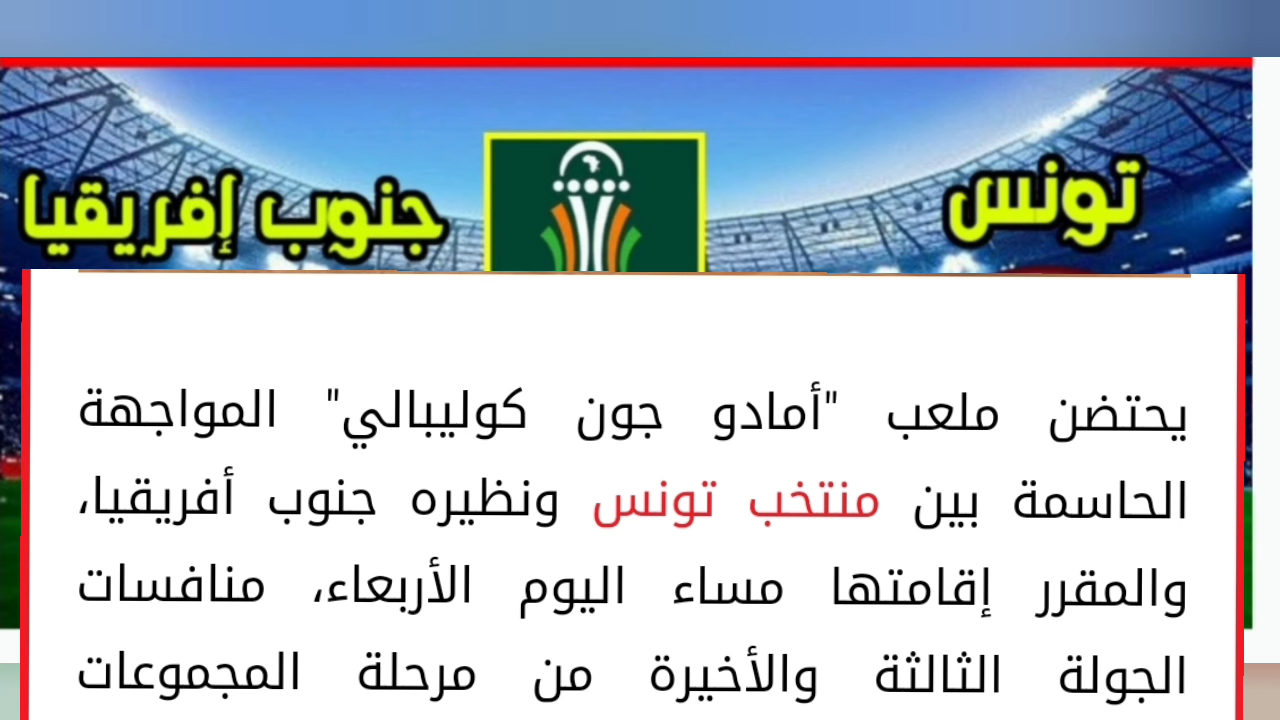 تونس
جنوب إفريقيا
يحتضن ملعب "أمادو جون كوليبالي" المواجهة
الحاسمة بين منتخب تونس ونظيره جنوب أفريقيا،
والمقرر إقامتها مساء اليوم الأربعاء، منافسات
الجولة الثالثة والأخيرة من مرحلة المجموعات